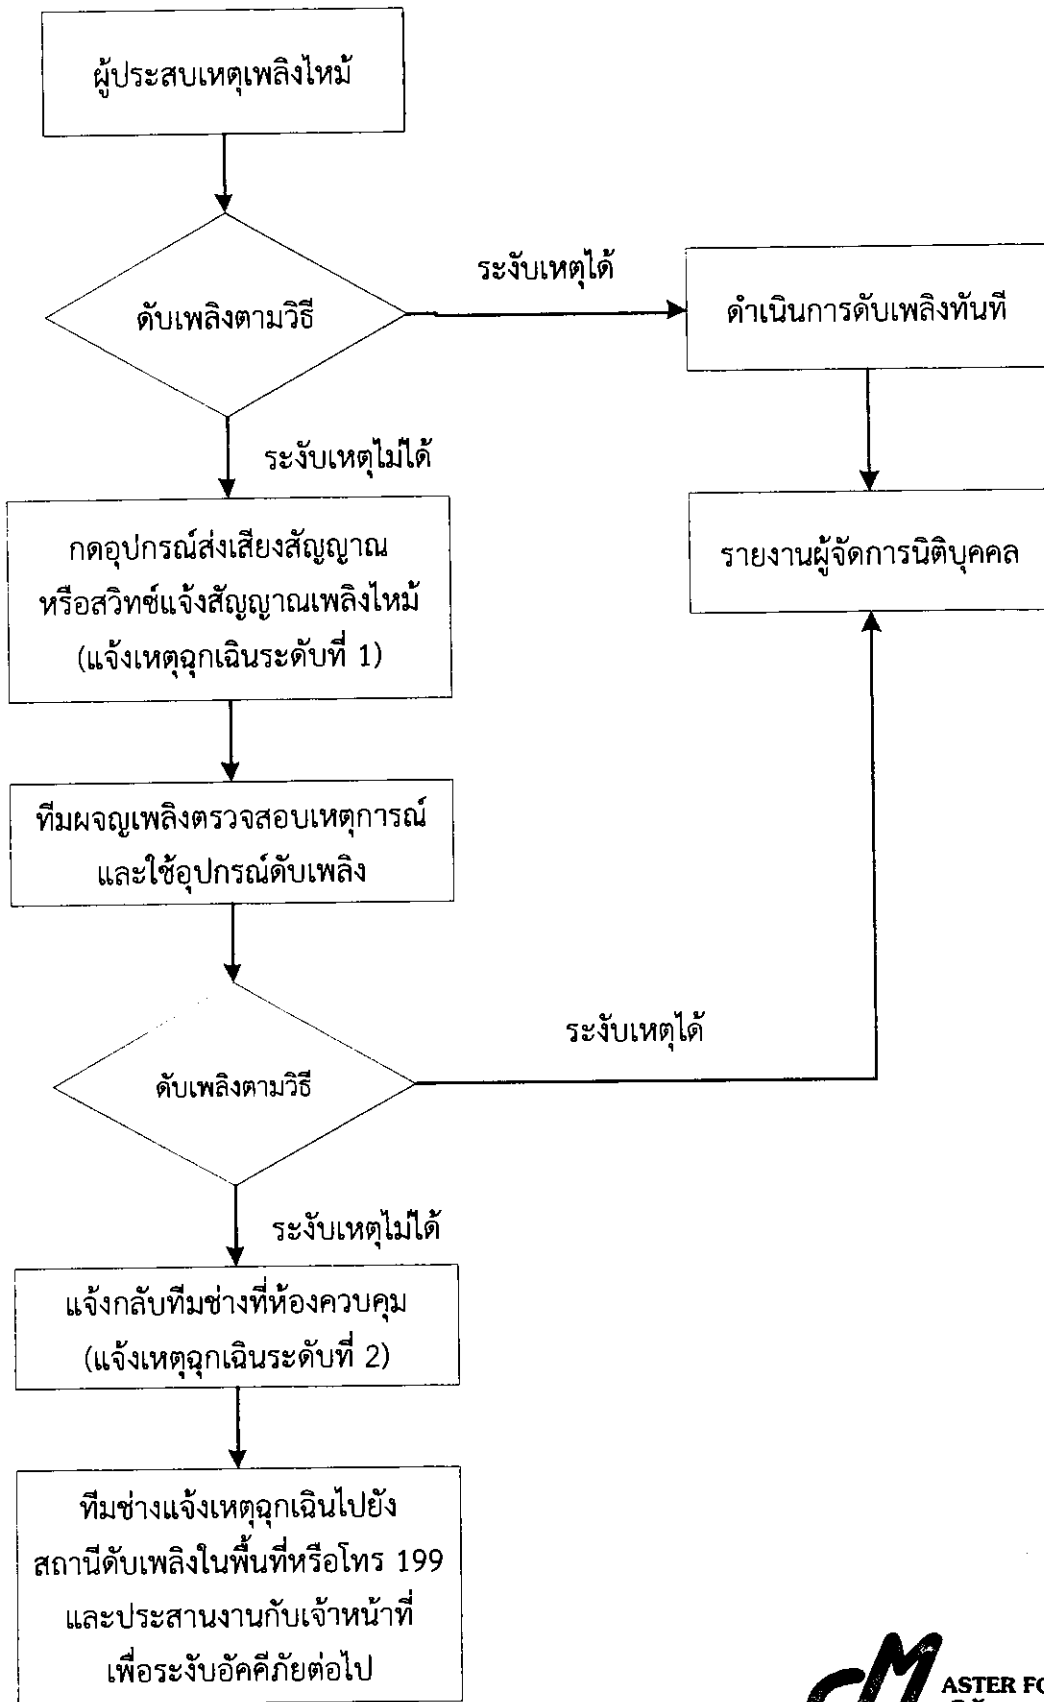 ผู้ประสบเหตุเพลิงไหม้
ดับเพลิงตามวิธี
ระงับเหตุได้
ดำเนินการดับเพลิงทันที
ระงับเหตุไม่ได้
กดอุปกรณ์ส่งเสียงสัญญาณ
หรือสวิทช์แจ้งสัญญาณเพลิงไหม้
(แจ้งเหตุฉุกเฉินระดับที่ 1)
รายงานผู้จัดการนิติบุคคล
ทีมผจญเพลิงตรวจสอบเหตุการณ์
และใช้อุปกรณ์ดับเพลิง
ดับเพลิงตามวิธี
ระงับเหตุได้
ระงับเหตุไม่ได้
แจ้งกลับทีมช่างที่ห้องควบคุม
(แจ้งเหตุฉุกเฉินระดับที่ 2)
ทีมช่างแจ้งเหตุฉุกเฉินไปยัง
สถานีดับเพลิงในพื้นที่หรือโทร 199
และประสานงานกับเจ้าหน้าที่
เพื่อระงับอัคคีภัยต่อไป
MASTER FO